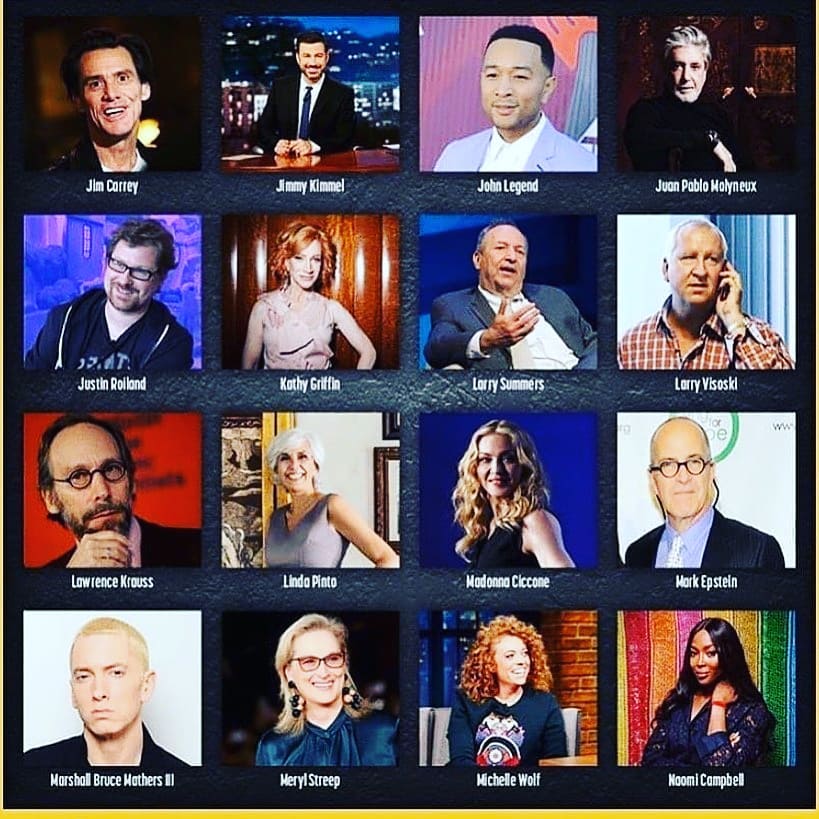 Jim Carrey
Jimmy Kimmel
John Legend
Juan Pablo Molyneux
Justin Roiland
Kathy Griffin
Larry Summers
Larry Visoski
Lawrence Krauss
Linda Pinto
Madonna Ciccone
Mark Epstein
Marshall Bruce Mathers III
Meryl Streep
Michelle Wolf
Naomi Campbell